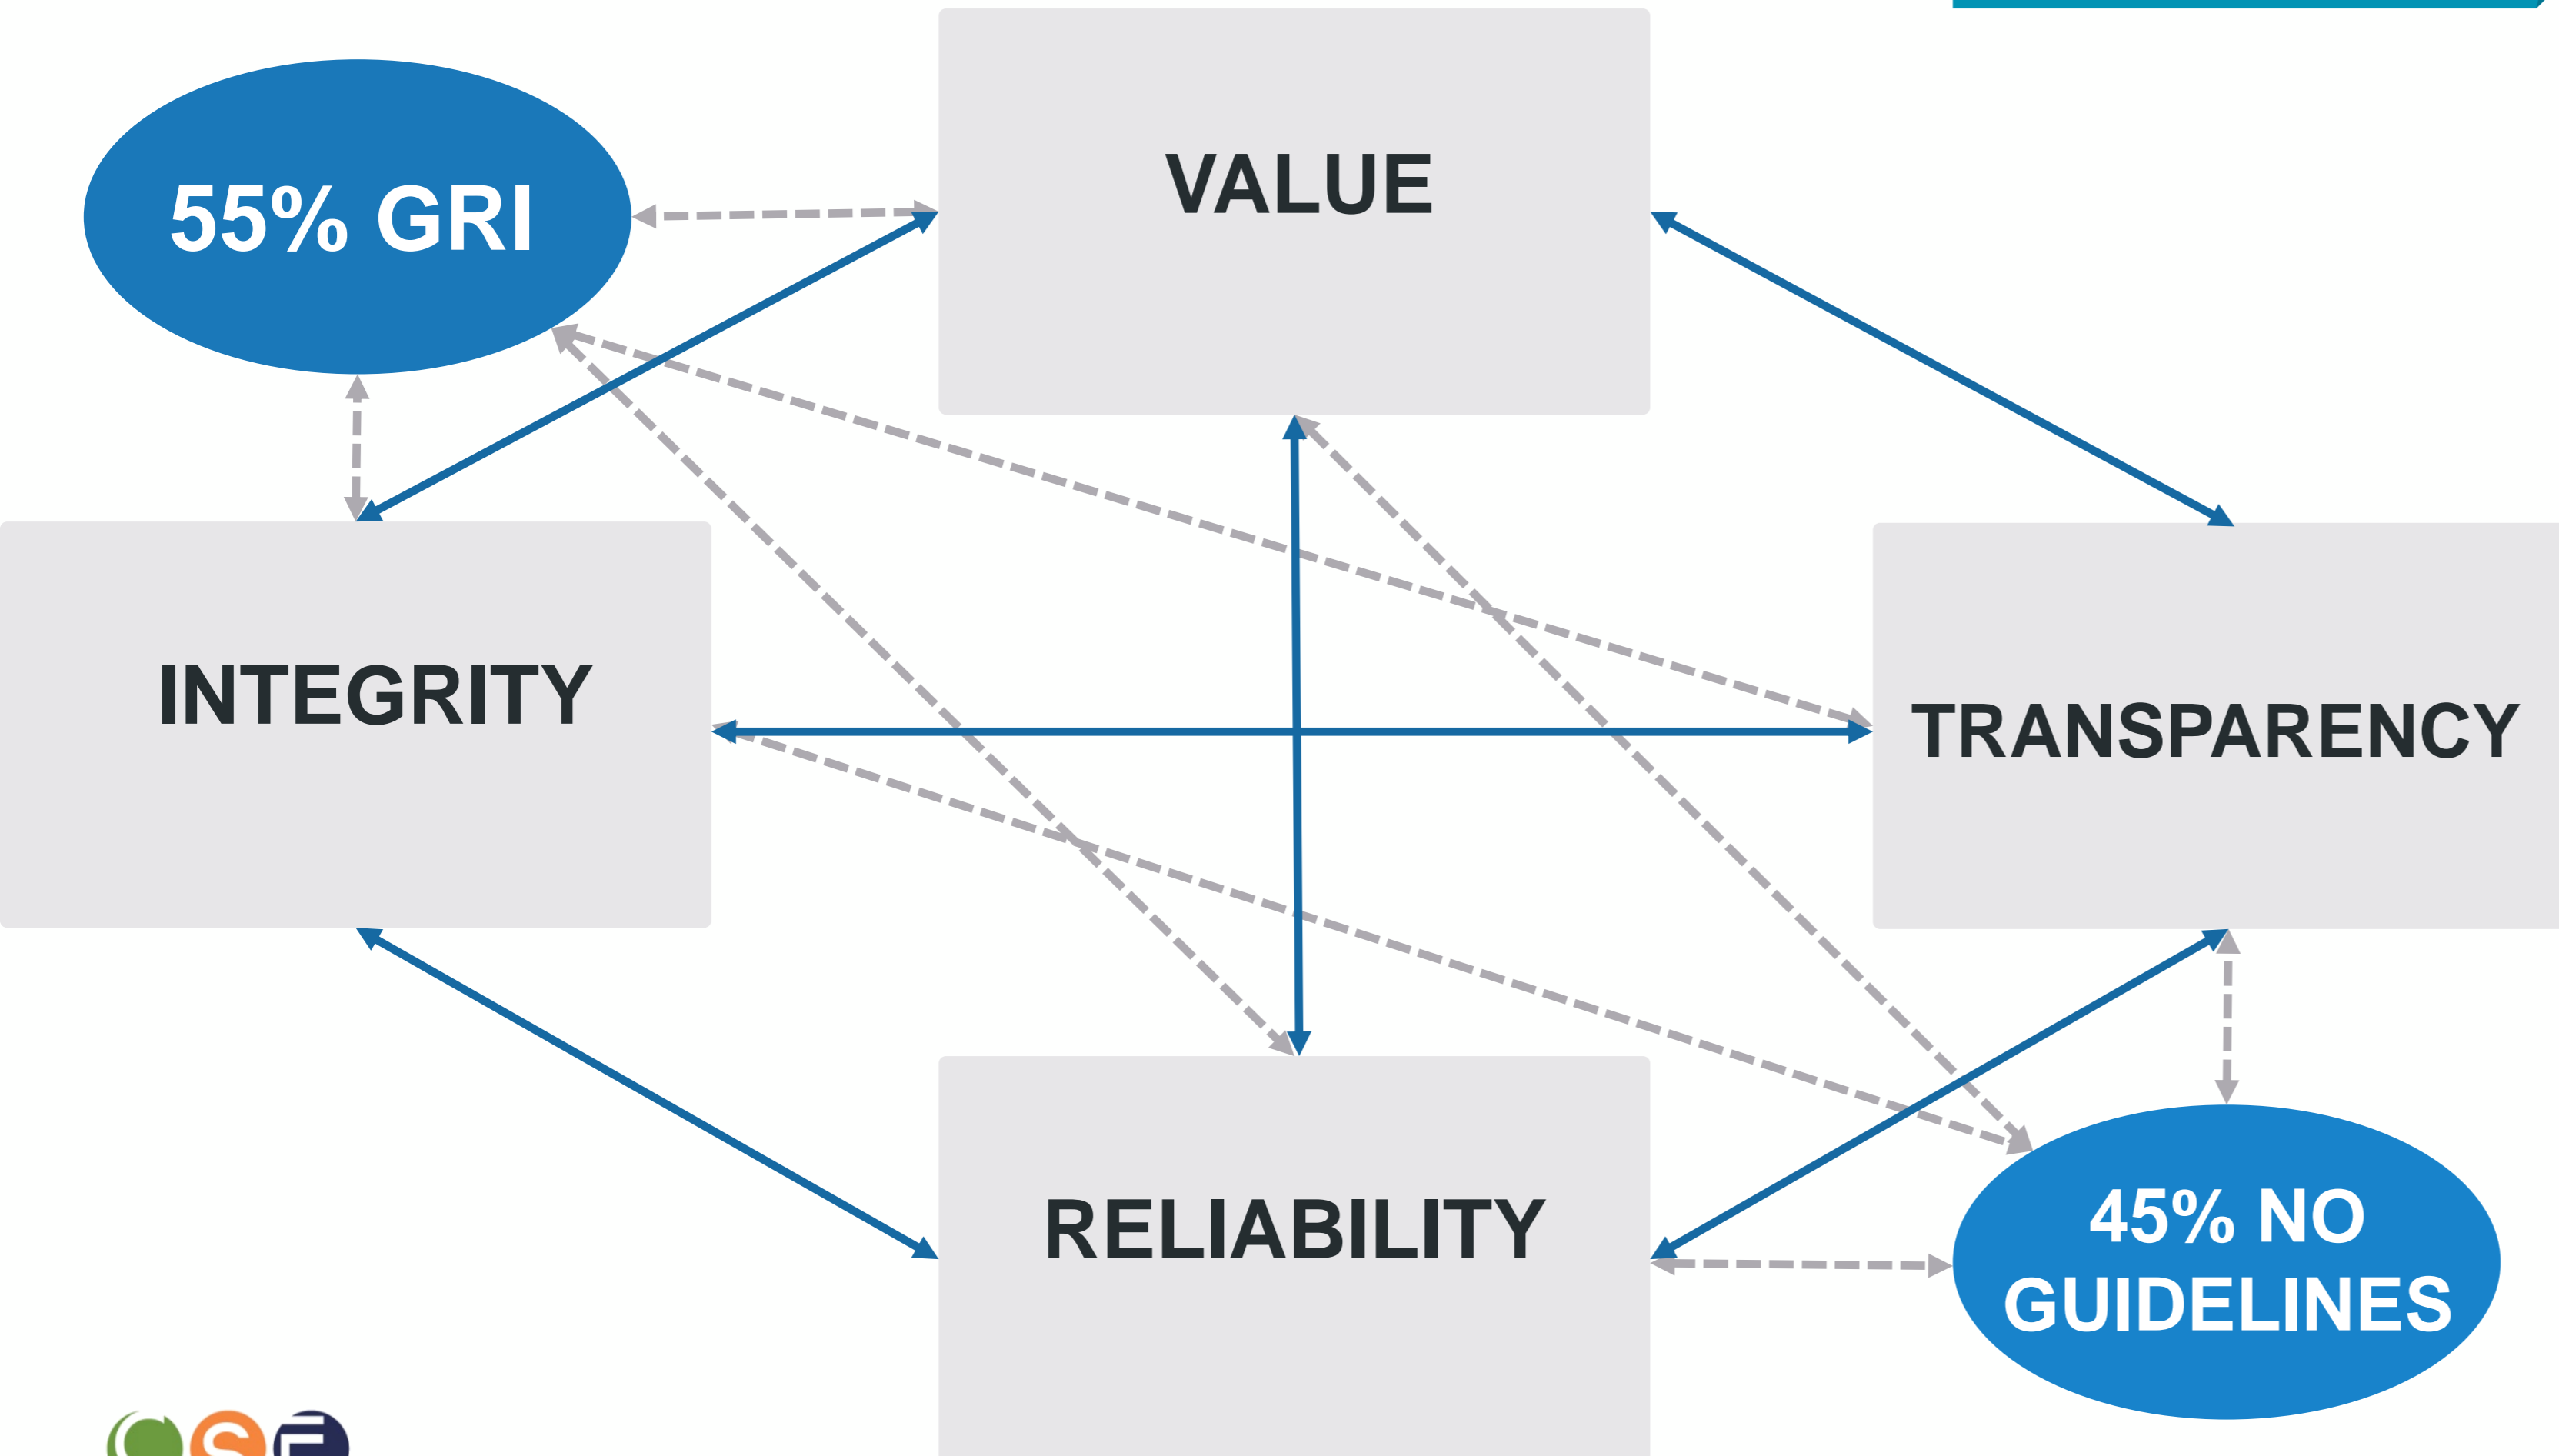 VALUE
55% GRI
INTEGRITY
TRANSPARENCY
RELIABILITY
45% NO
GUIDELINES